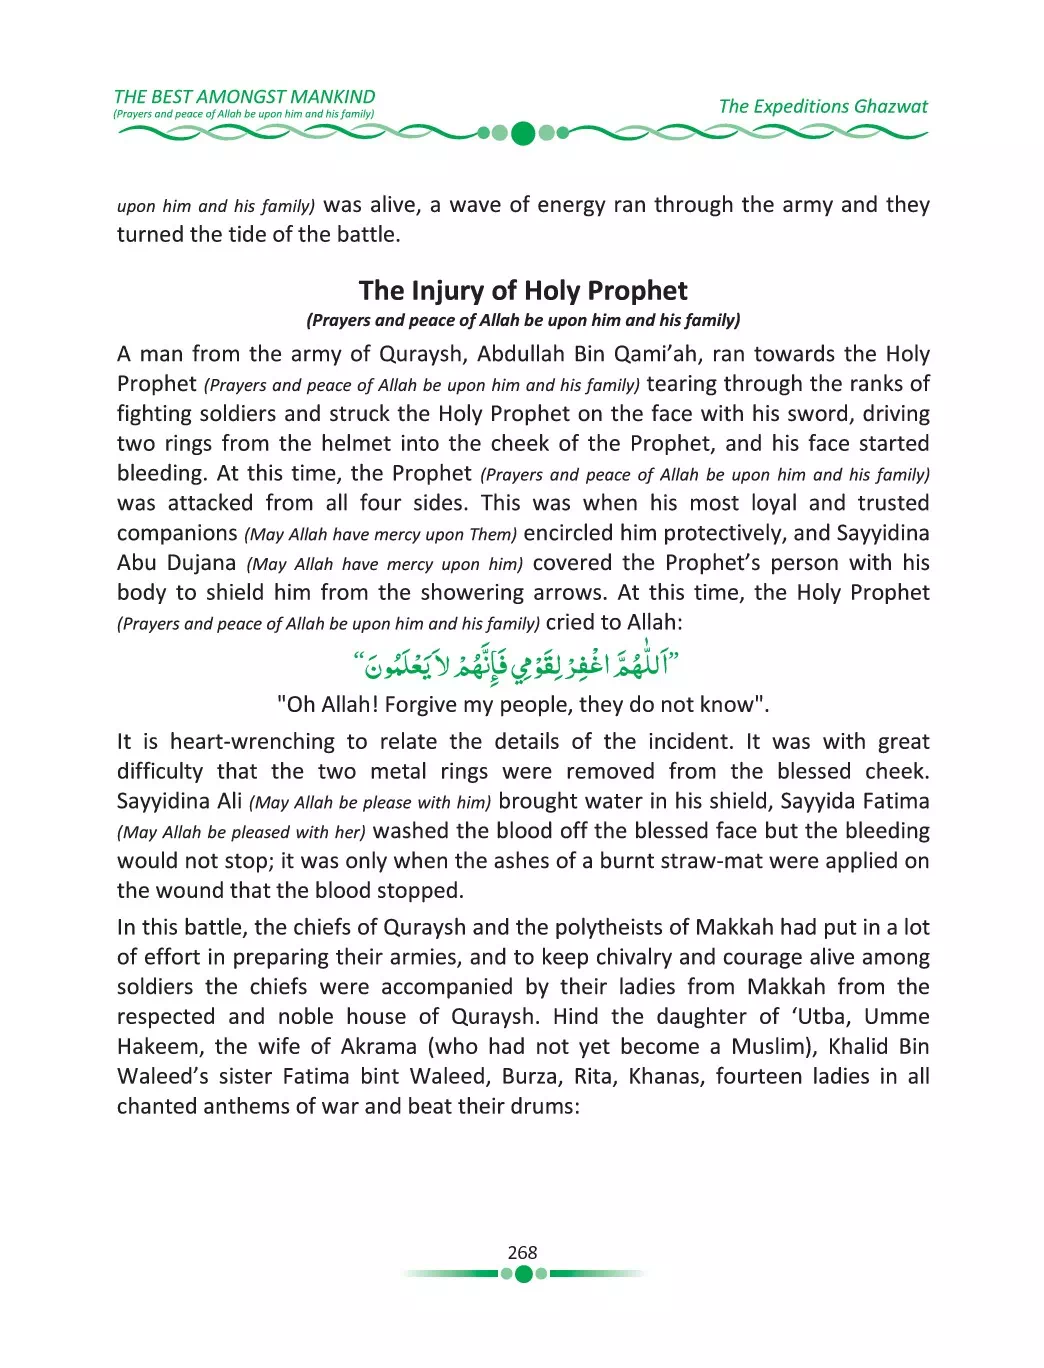 THE BEST AMONGST MANKIND
(Prayers and peace of Allah be upon him and his family)
The Expeditions Ghazwat
upon him and his family) was alive, a wave of energy ran through the army and they
turned the tide of the battle.
The Injury of Holy Prophet
(Prayers and peace of Allah be upon him and his family)
A man from the army of Quraysh, Abdullah Bin Qami’ah, ran towards the Holy
Prophet (Prayers and peace of Allah be upon him and his family) tearing through the ranks of
fighting soldiers and struck the Holy Prophet on the face with his sword, driving
two rings from the helmet into the cheek of the Prophet, and his face started
bleeding. At this time, the Prophet (Prayers and peace of Allah be upon him and his family)
was attacked from all four sides. This was when his most loyal and trusted
companions (May Allah have mercy upon Them) encircled him protectively, and Sayyidina
Abu Dujana (May Allah have mercy upon him) covered the Prophet’s person with his
body to shield him from the showering arrows. At this time, the Holy Prophet
(Prayers and peace of Allah be upon him and his family) cried to Allah:
”اَللّٰهُمَّ اغْفِرْ لِقَوْمِي فَإِنَّهُمْ لاَ يَعْلَمُونَ“
"Oh Allah! Forgive my people, they do not know".
It is heart-wrenching to relate the details of the incident. It was with great
difficulty that the two metal rings were removed from the blessed cheek.
Sayyidina Ali (May Allah be please with him) brought water in his shield, Sayyida Fatima
(May Allah be pleased with her) washed the blood off the blessed face but the bleeding
would not stop; it was only when the ashes of a burnt straw-mat were applied on
the wound that the blood stopped.
In this battle, the chiefs of Quraysh and the polytheists of Makkah had put in a lot
of effort in preparing their armies, and to keep chivalry and courage alive among
soldiers the chiefs were accompanied by their ladies from Makkah from the
respected and noble house of Quraysh. Hind the daughter of ‘Utba, Umme
Hakeem, the wife of Akrama (who had not yet become a Muslim), Khalid Bin
Waleed’s sister Fatima bint Waleed, Burza, Rita, Khanas, fourteen ladies in all
chanted anthems of war and beat their drums:
268